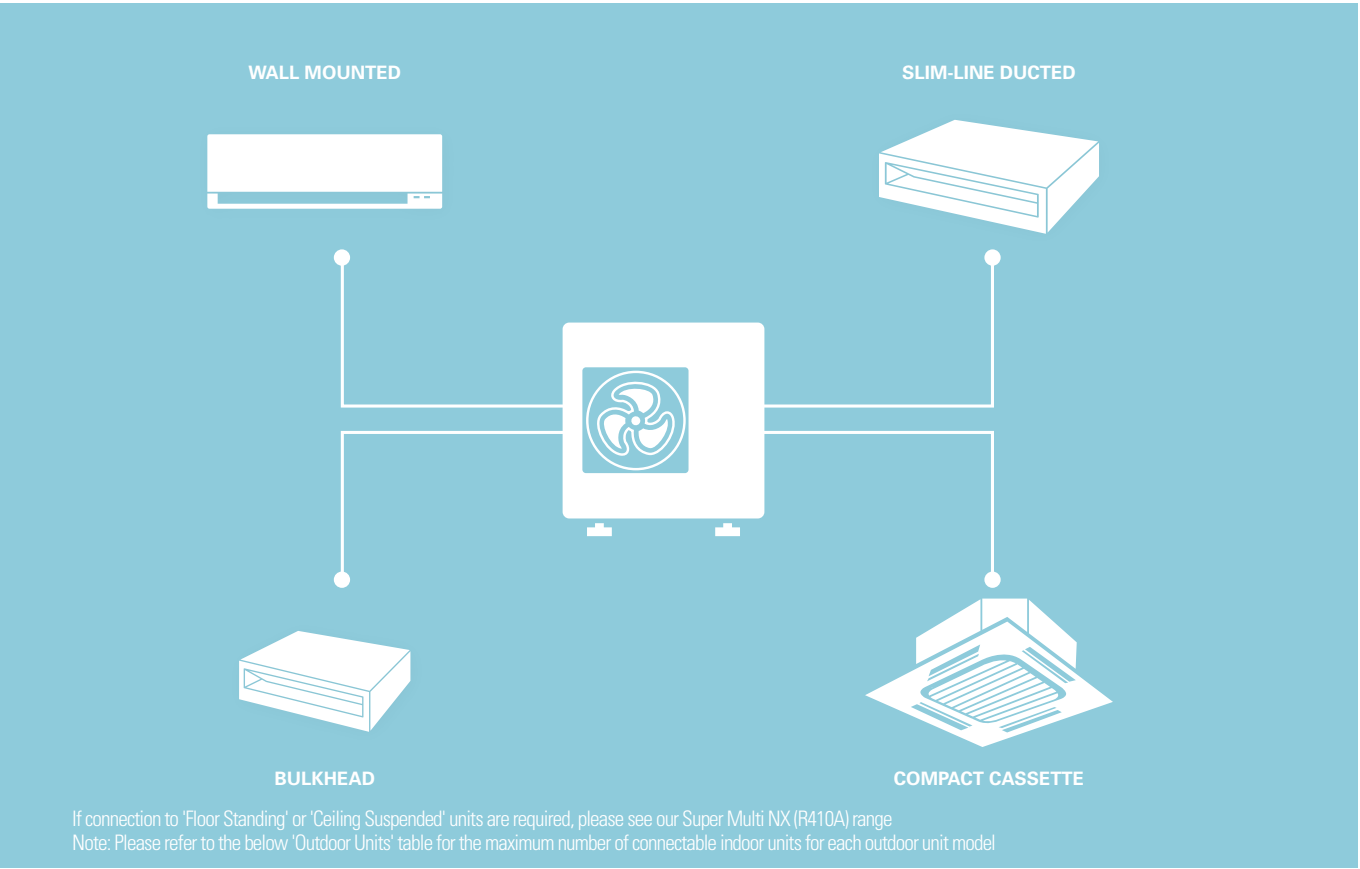 WALL MOUNTED
SLIM-LINE DUCTED
BULKHEAD
COMPACT CASSETTE
If connection to 'Floor Standing' or 'Ceiling Suspended' units are required, please see our Super Multi NX (R410A) range
Note: Please refer to the below 'Outdoor Units' table for the maximum number of connectable indoor units for each outdoor unit model